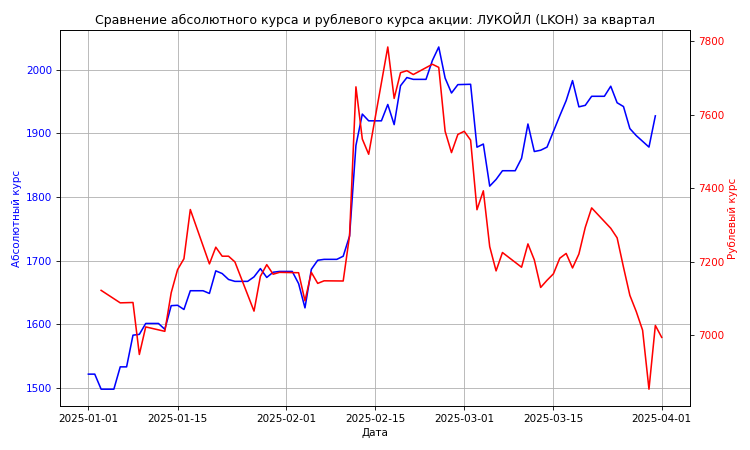 Сравнение абсолютного курса и рублевого курса акции: ЛУКОЙЛ (LKOH) за квартал
Абсолютный курс
2000
1900
1800
1700
1600
1500
7800
7600
7400
7200
7000
Рублевый курс
2025-01-01 2025-01-15 2025-02-01 2025-02-15 2025-03-01 2025-03-15 2025-04-01
Дата